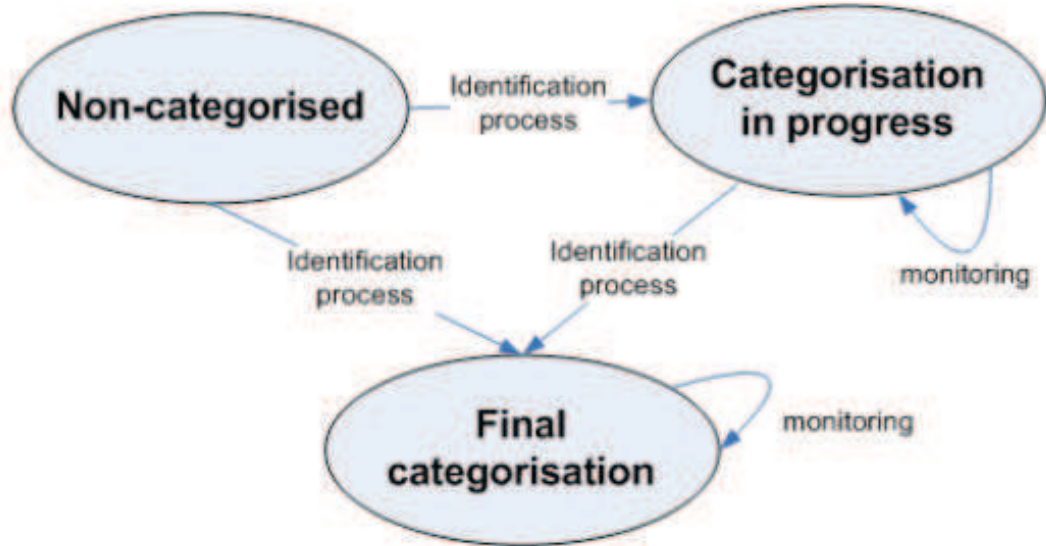 Non-categorised
Identification
process
Categorisation
in progress
Identification
process
Identification
process
monitoring
Final
categorisation
monitoring